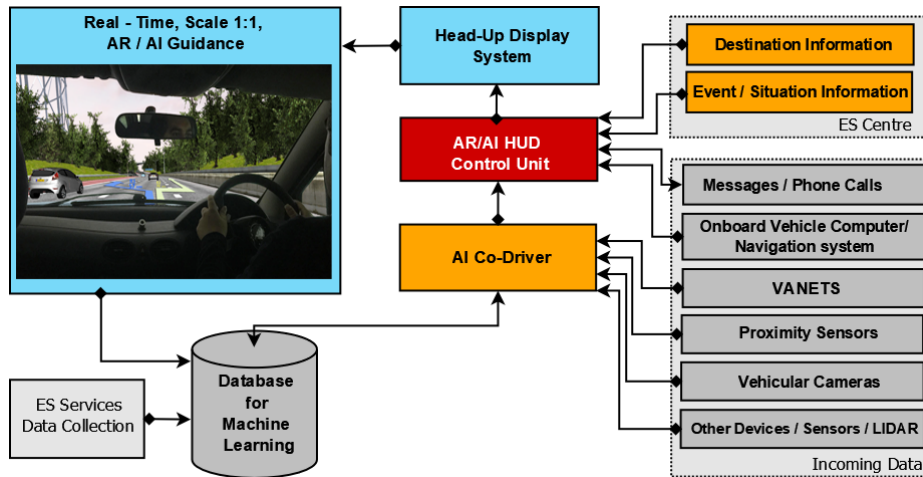 Real - Time, Scale 1:1,
AR / AI Guidance
Head-Up Display
System
AR/AI HUD
Control Unit
AI Co-Driver
Database
for
Machine
Learning
ES Services
Data Collection
Destination Information
Event / Situation Information
ES Centre
Messages / Phone Calls
Onboard Vehicle Computer/
Navigation system
VANETS
Proximity Sensors
Vehicular Cameras
Other Devices / Sensors / LIDAR
Incoming Data